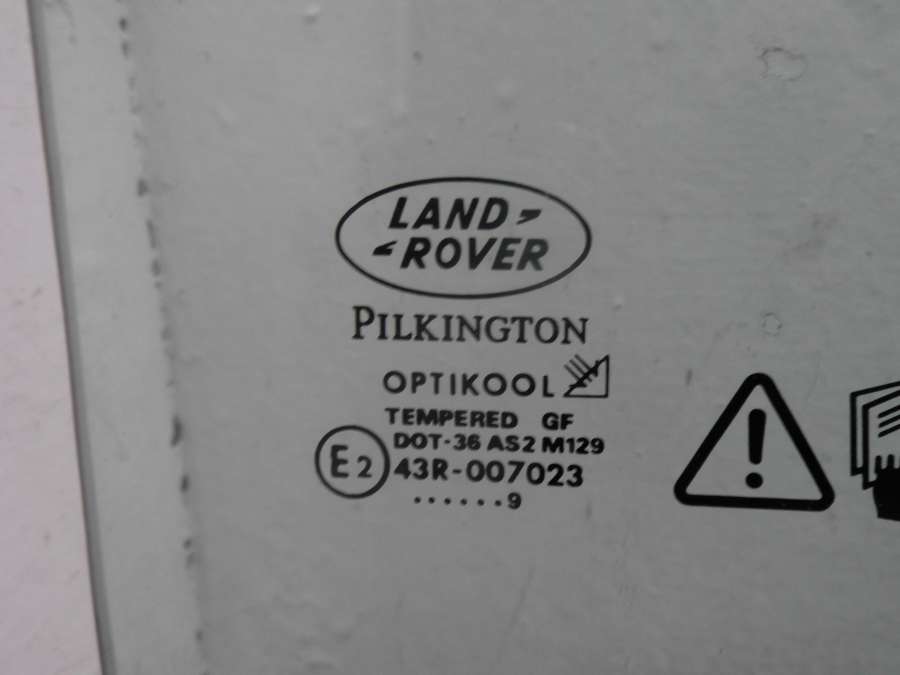 LAND
ROVER
PILKINGTON
OPTIKOOL
TEMPERED GF
DOT-36 AS2 M129
E2 43R-007023
......9